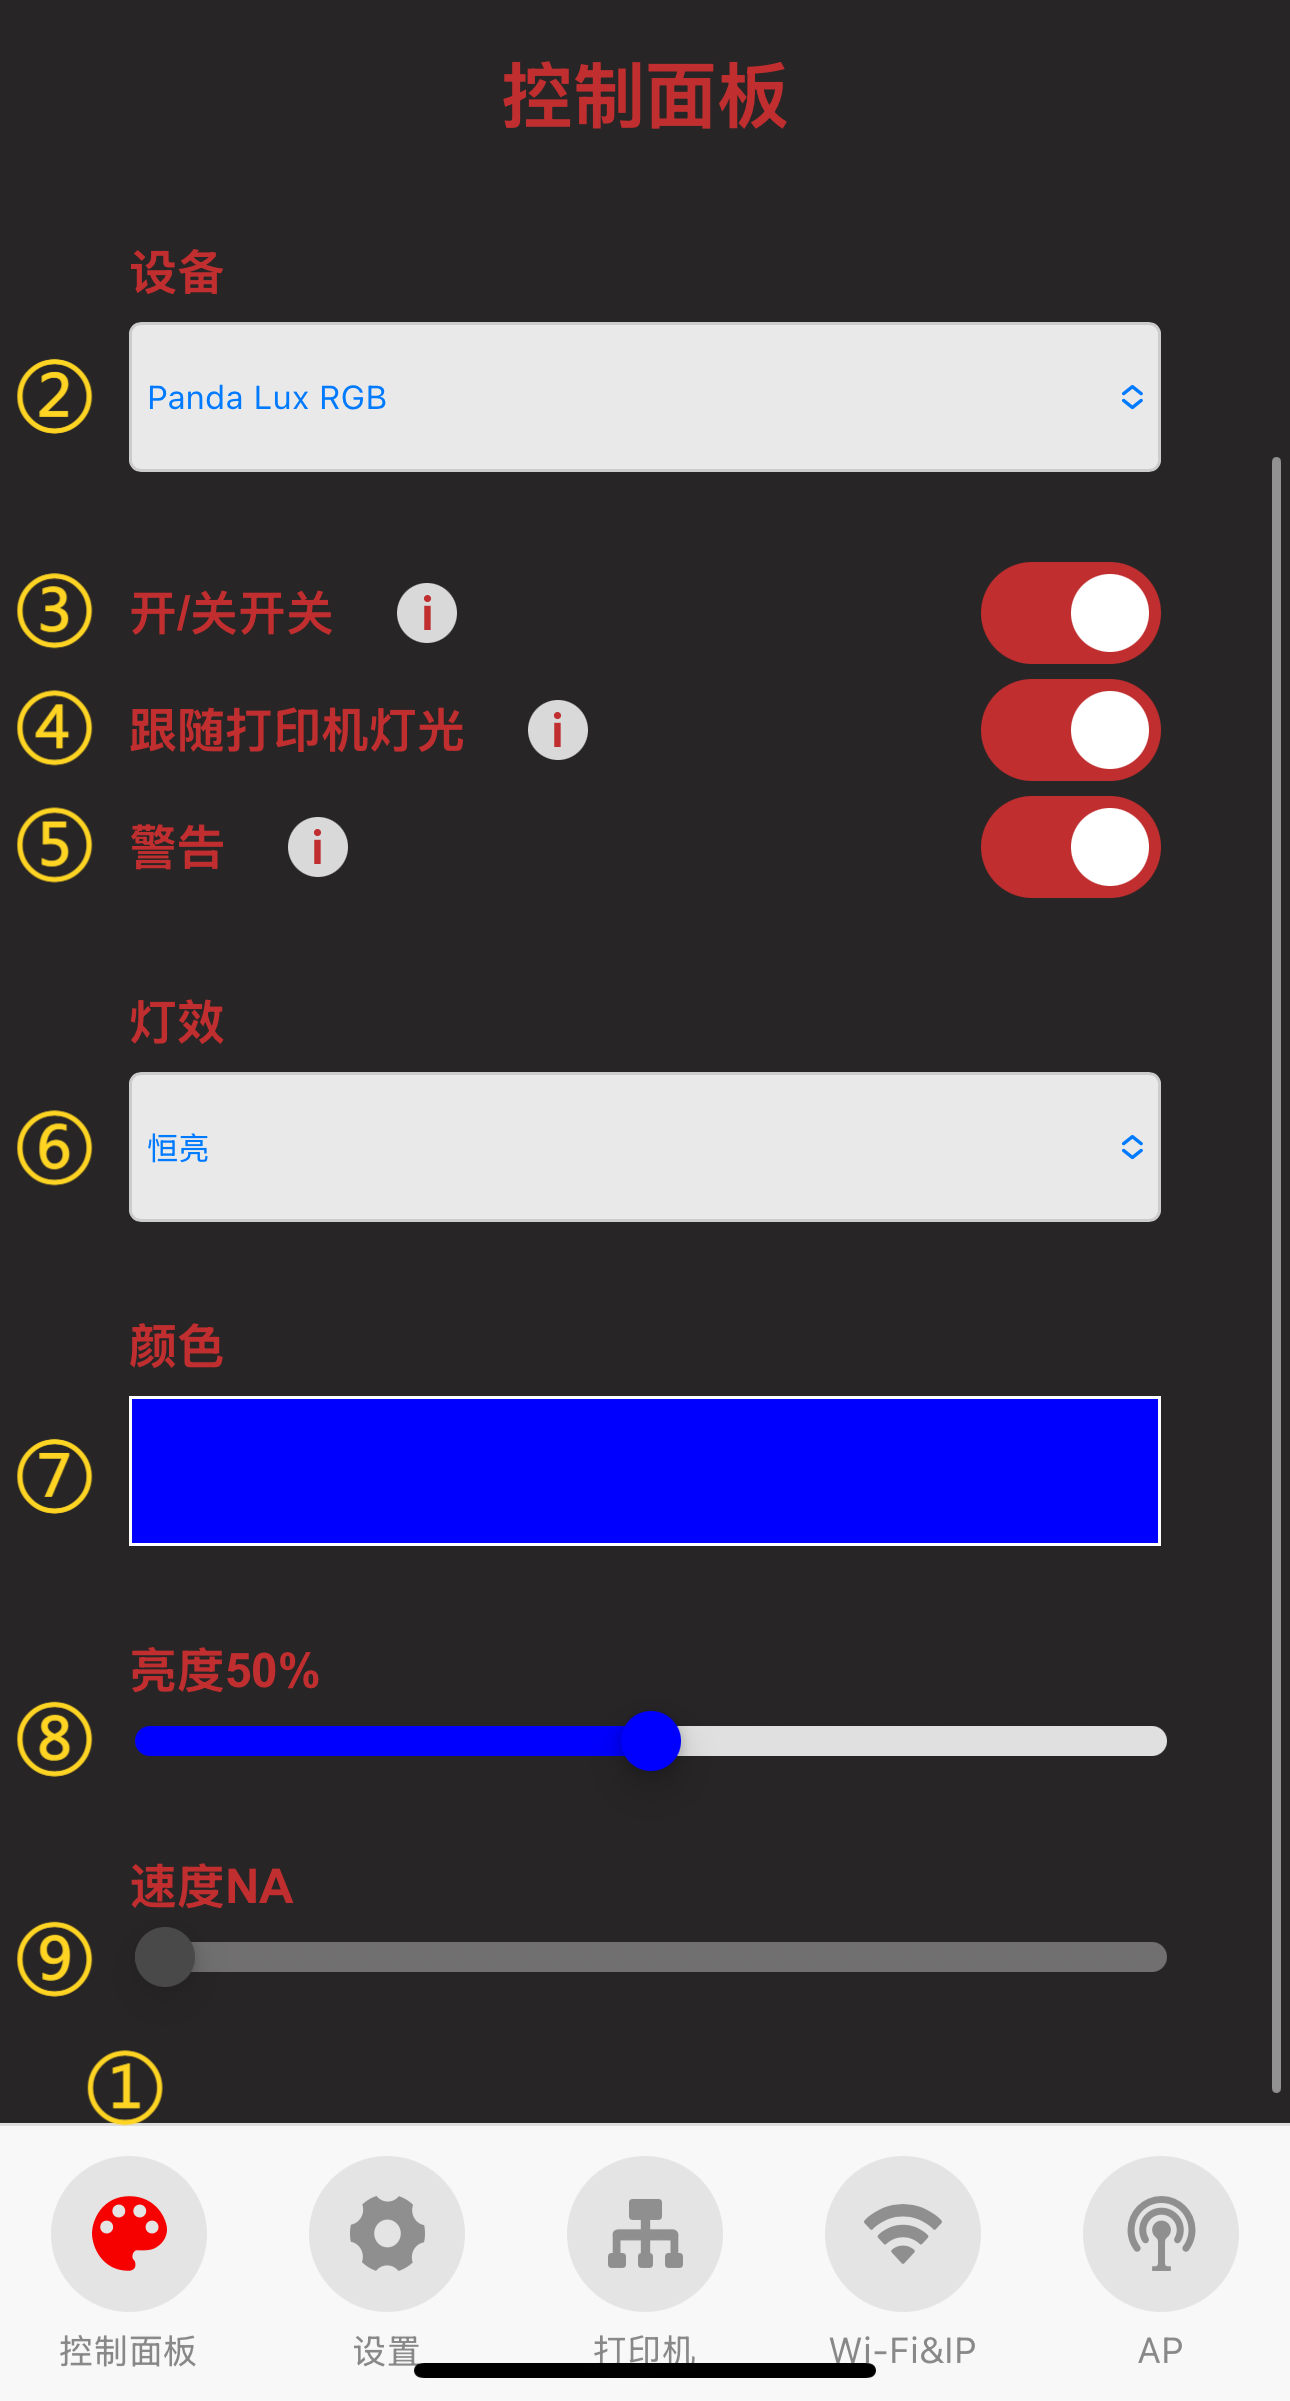 控制面板
设备
② Panda Lux RGB
③ 开/关开关 i
④ 跟随打印机灯光 i
⑤ 警告 i
灯效
⑥ 恒亮
颜色
⑦
亮度50%
⑧
速度NA
⑨
①
控制面板 设置 打印机 Wi-Fi&IP AP